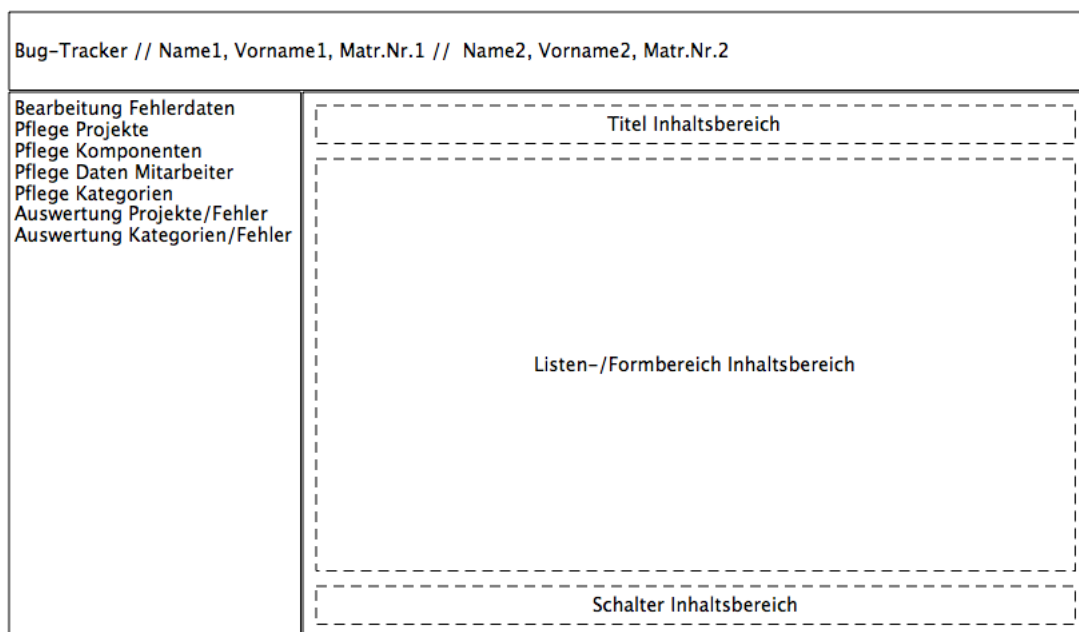 Bug-Tracker // Name1, Vorname1, Matr.Nr.1 //  Name2, Vorname2, Matr.Nr.2
Bearbeitung Fehlerdaten
Pflege Projekte
Pflege Komponenten
Pflege Daten Mitarbeiter
Pflege Kategorien
Auswertung Projekte/Fehler
Auswertung Kategorien/Fehler
Titel Inhaltsbereich
Listen-/Formbereich Inhaltsbereich
Schalter Inhaltsbereich